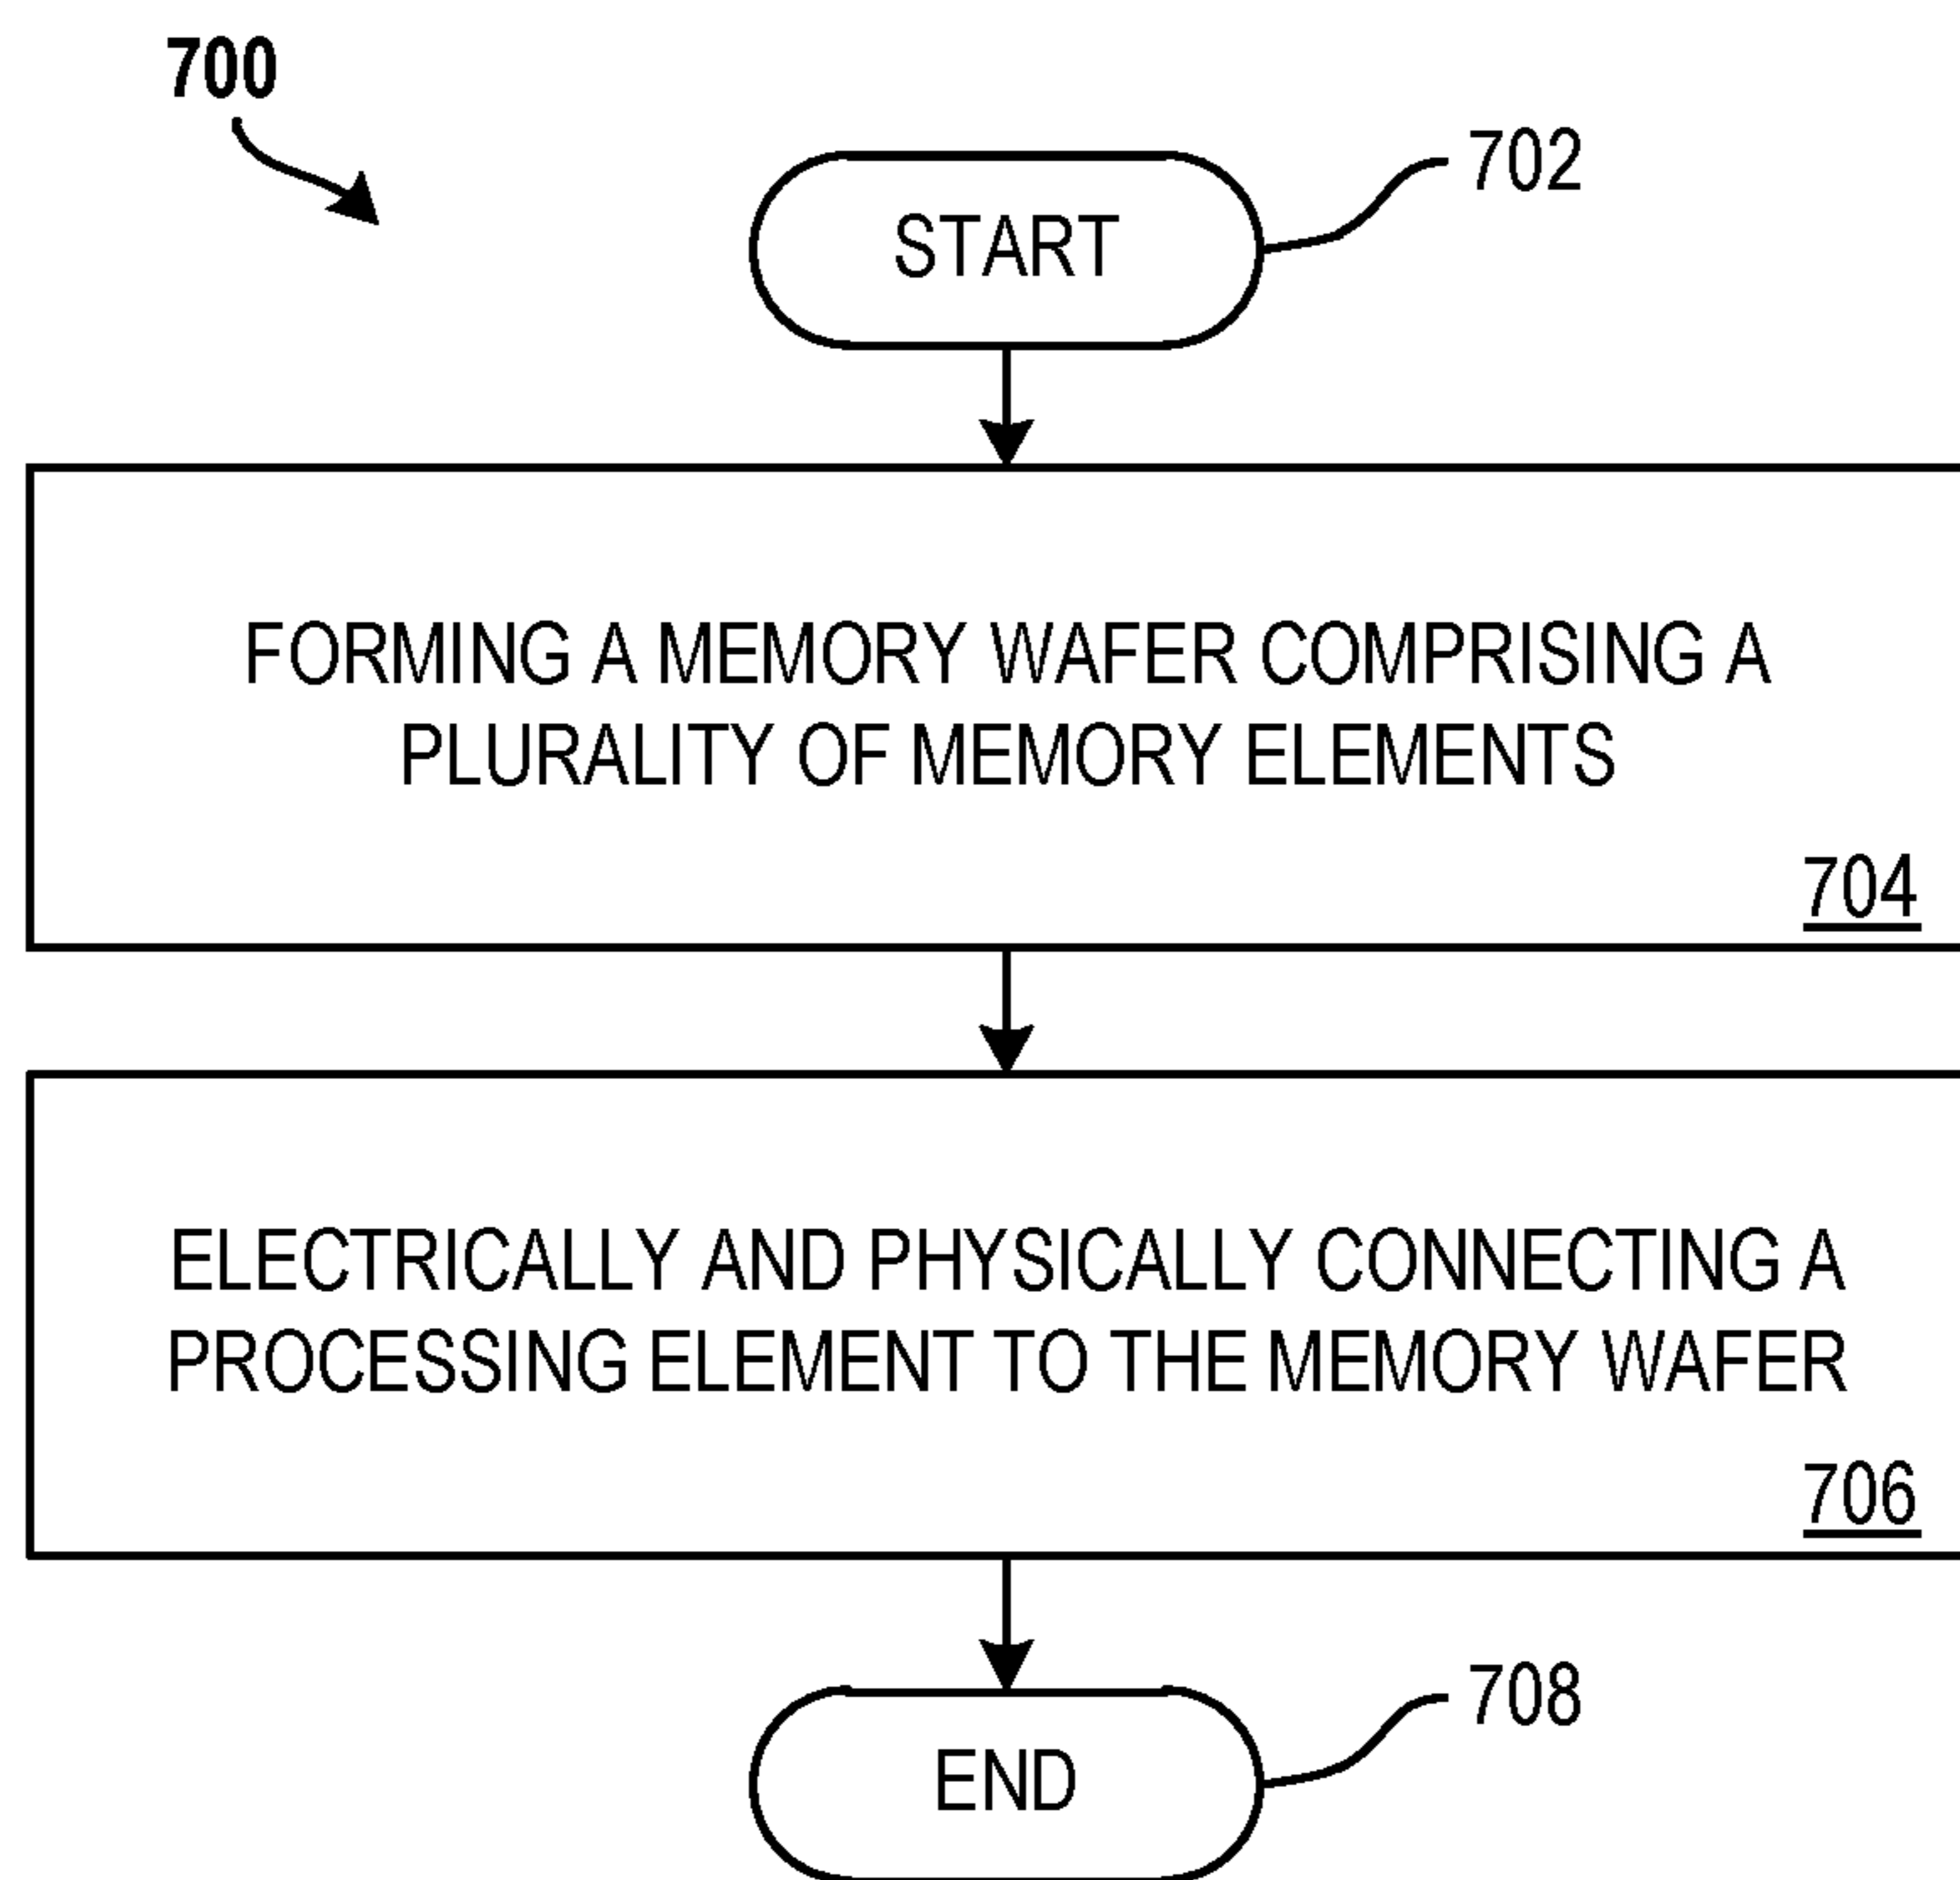 700
702
START
FORMING A MEMORY WAFER COMPRISING A
PLURALITY OF MEMORY ELEMENTS
704
ELECTRICALLY AND PHYSICALLY CONNECTING A
PROCESSING ELEMENT TO THE MEMORY WAFER
706
708
END